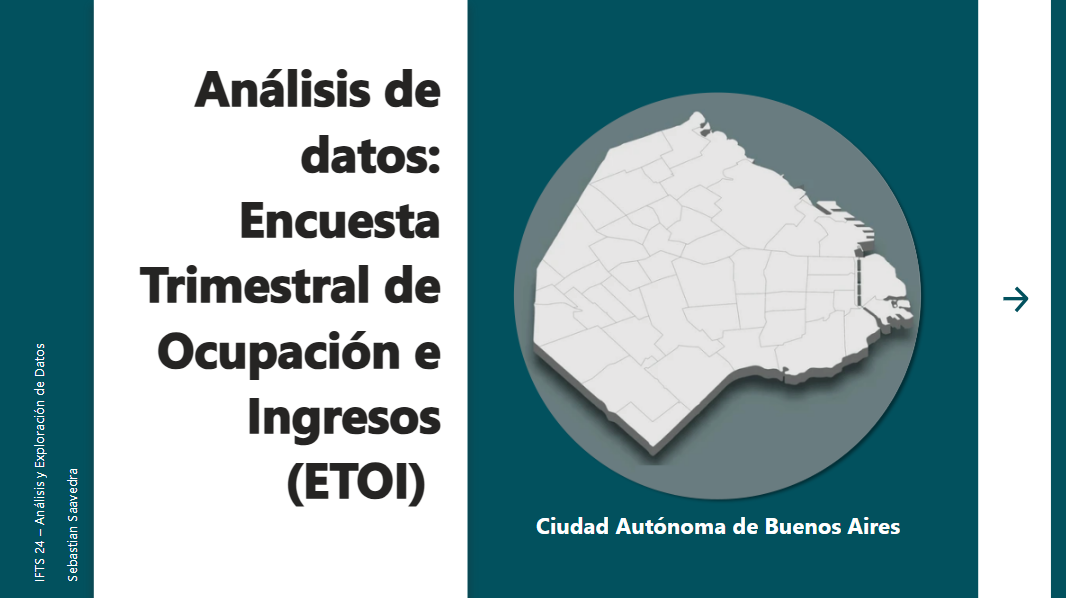 Análisis de
datos:
Encuesta
Trimestral de
Ocupación e
Ingresos
(ETOI)
Ciudad Autónoma de Buenos Aires
IFTS 24 – Análisis y Exploración de Datos
Sebastian Saavedra